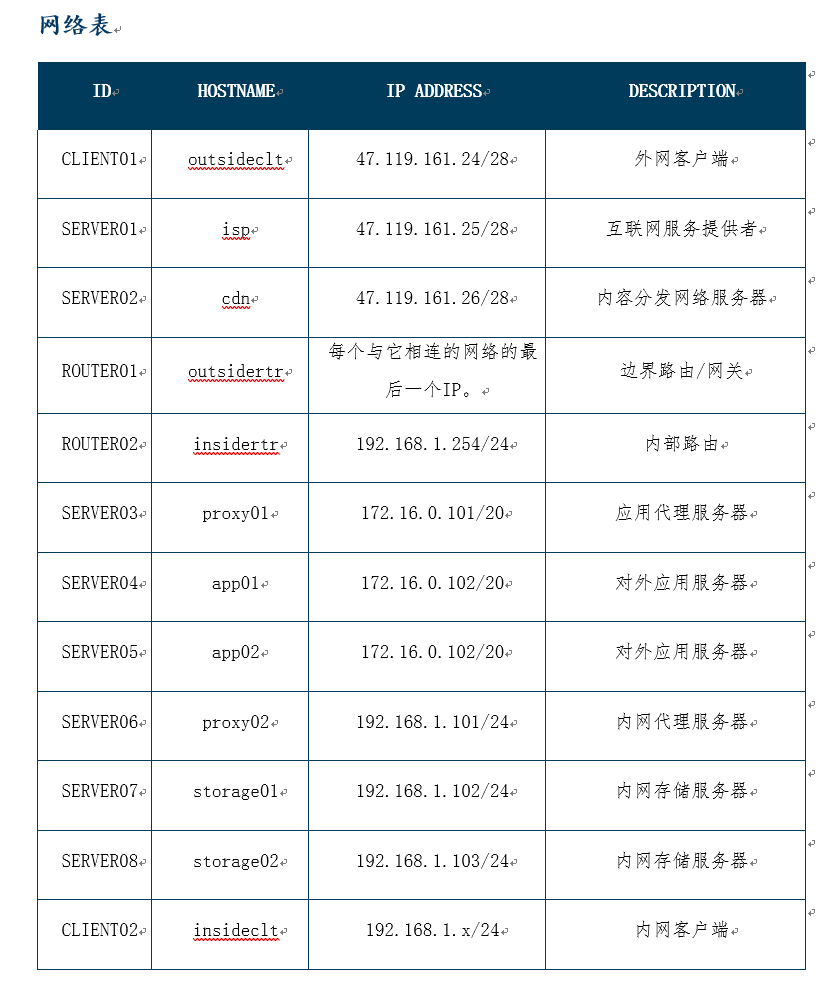 网络表
ID HOSTNAME IP ADDRESS DESCRIPTION
CLIENT01 outsideclt 47.119.161.24/28 外网客户端
SERVER01 isp 47.119.161.25/28 互联网服务提供者
SERVER02 cdn 47.119.161.26/28 内容分发网络服务器
ROUTER01 outsidertr 每个与它相连的网络的最
后一个IP。 边界路由/网关
ROUTER02 insidertr 192.168.1.254/24 内部路由
SERVER03 proxy01 172.16.0.101/20 应用代理服务器
SERVER04 app01 172.16.0.102/20 对外应用服务器
SERVER05 app02 172.16.0.102/20 对外应用服务器
SERVER06 proxy02 192.168.1.101/24 内网代理服务器
SERVER07 storage01 192.168.1.102/24 内网存储服务器
SERVER08 storage02 192.168.1.103/24 内网存储服务器
CLIENT02 insideclt 192.168.1.x/24 内网客户端